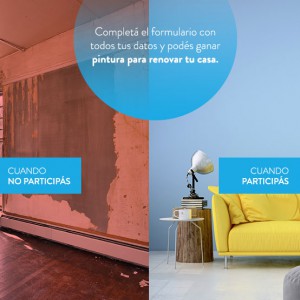 Completá el formulario con
todos tus datos y podés ganar
pintura para renovar tu casa.
CUANDO
NO PARTICIPÁS
CUANDO
PARTICIPÁS